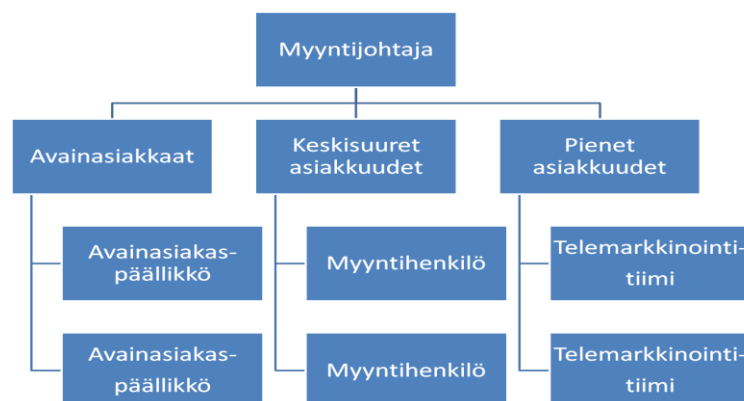 Myyntijohtaja
Avainasiakkaat
Keskisuuret
asiakkuudet
Pienet
asiakkuudet
Avainasiakas-
päällikkö
Myyntihenkilö
Telemarkkinointi-
tiimi
Avainasiakas-
päällikkö
Myyntihenkilö
Telemarkkinointi-
tiimi